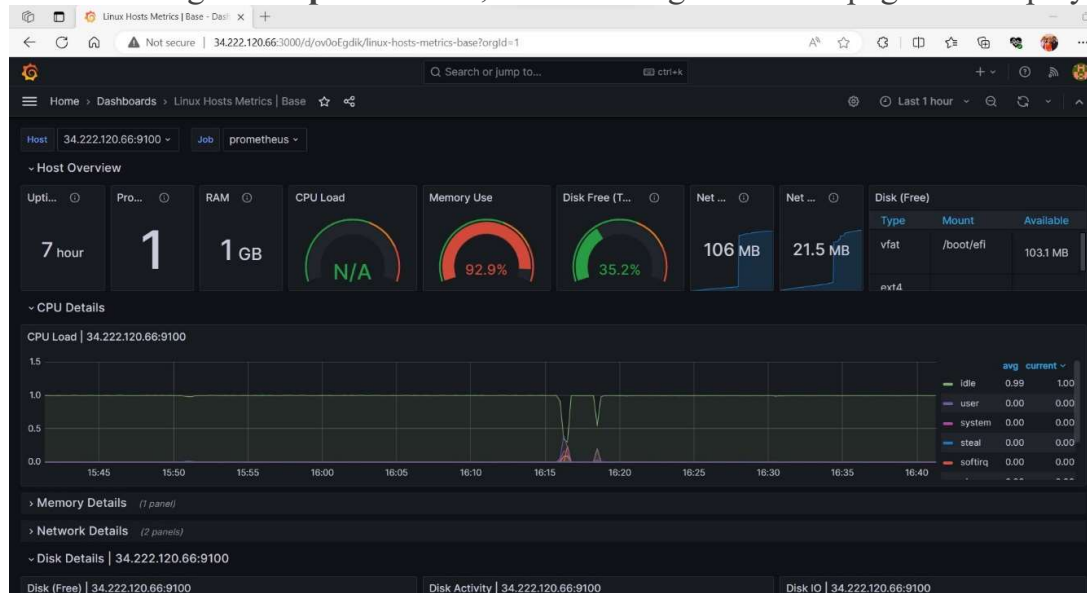 Linux Hosts Metrics | Base - Dash
Not secure | 34.222.120.66:3000/d/ov0oEgdik/linux-hosts-metrics-base?orgId=1
Search or jump to... ctrl+k
Home > Dashboards > Linux Hosts Metrics | Base
Last 1 hour
Host 34.222.120.66:9100 Job prometheus
Host Overview
Upti... Pro... RAM CPU Load Memory Use Disk Free (T... Net ... Net ... Disk (Free)
Type Mount Available
7 hour 1 1 GB N/A 92.9% 35.2% 106 MB 21.5 MB vfat /boot/efi 103.1 MB
ext4
CPU Details
CPU Load | 34.222.120.66:9100
1.5
avg current
idle 0.99 1.00
1.0
user 0.00 0.00
0.5
system 0.00 0.00
steal 0.00 0.00
0.0
softirq 0.00 0.00
15:45 15:50 15:55 16:00 16:05 16:10 16:15 16:20 16:25 16:30 16:35 16:40
Memory Details (1 panel)
Network Details (2 panels)
Disk Details | 34.222.120.66:9100
Disk (Free) | 34.222.120.66:9100 Disk Activity | 34.222.120.66:9100 Disk IO | 34.222.120.66:9100